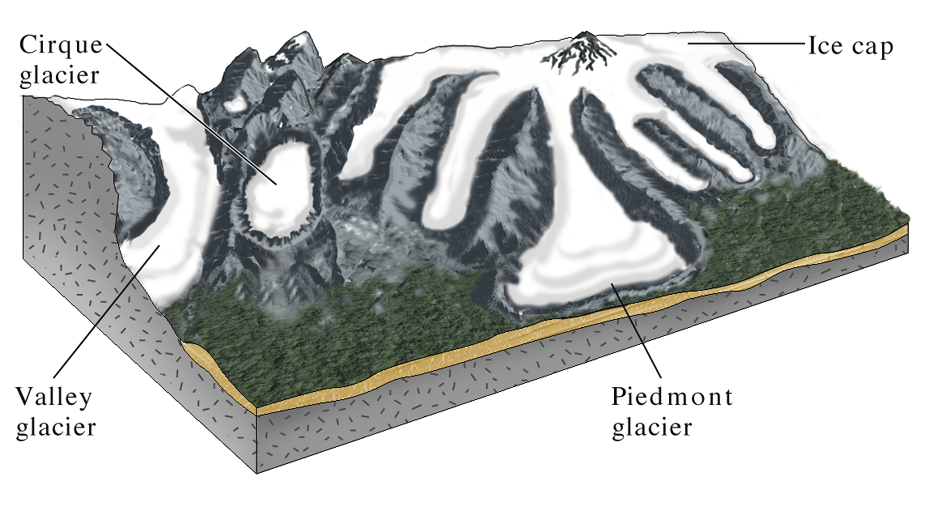 Cirque
glacier
Ice cap
Valley
glacier
Piedmont
glacier